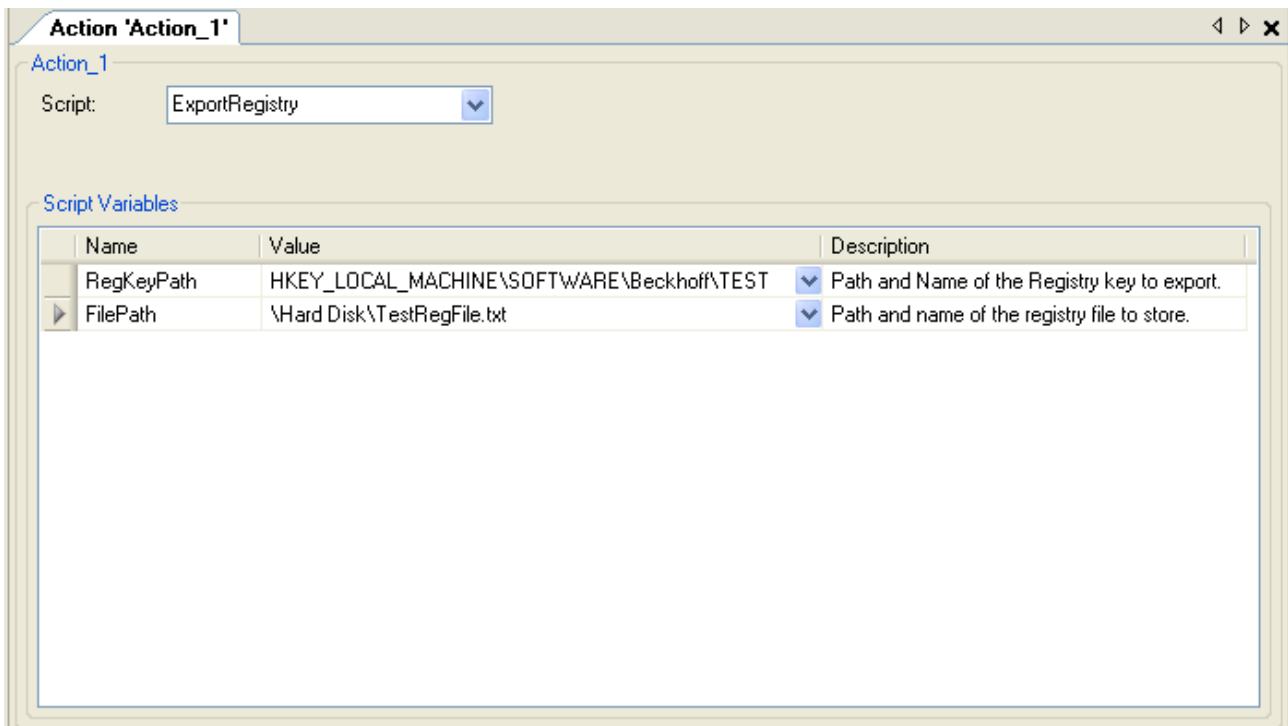 Action 'Action_1'
Action_1
Script: ExportRegistry
Script Variables
Name Value Description
RegKeyPath HKEY_LOCAL_MACHINE\SOFTWARE\Beckhoff\TEST Path and Name of the Registry key to export.
FilePath \Hard Disk\TestRegFile.txt Path and name of the registry file to store.